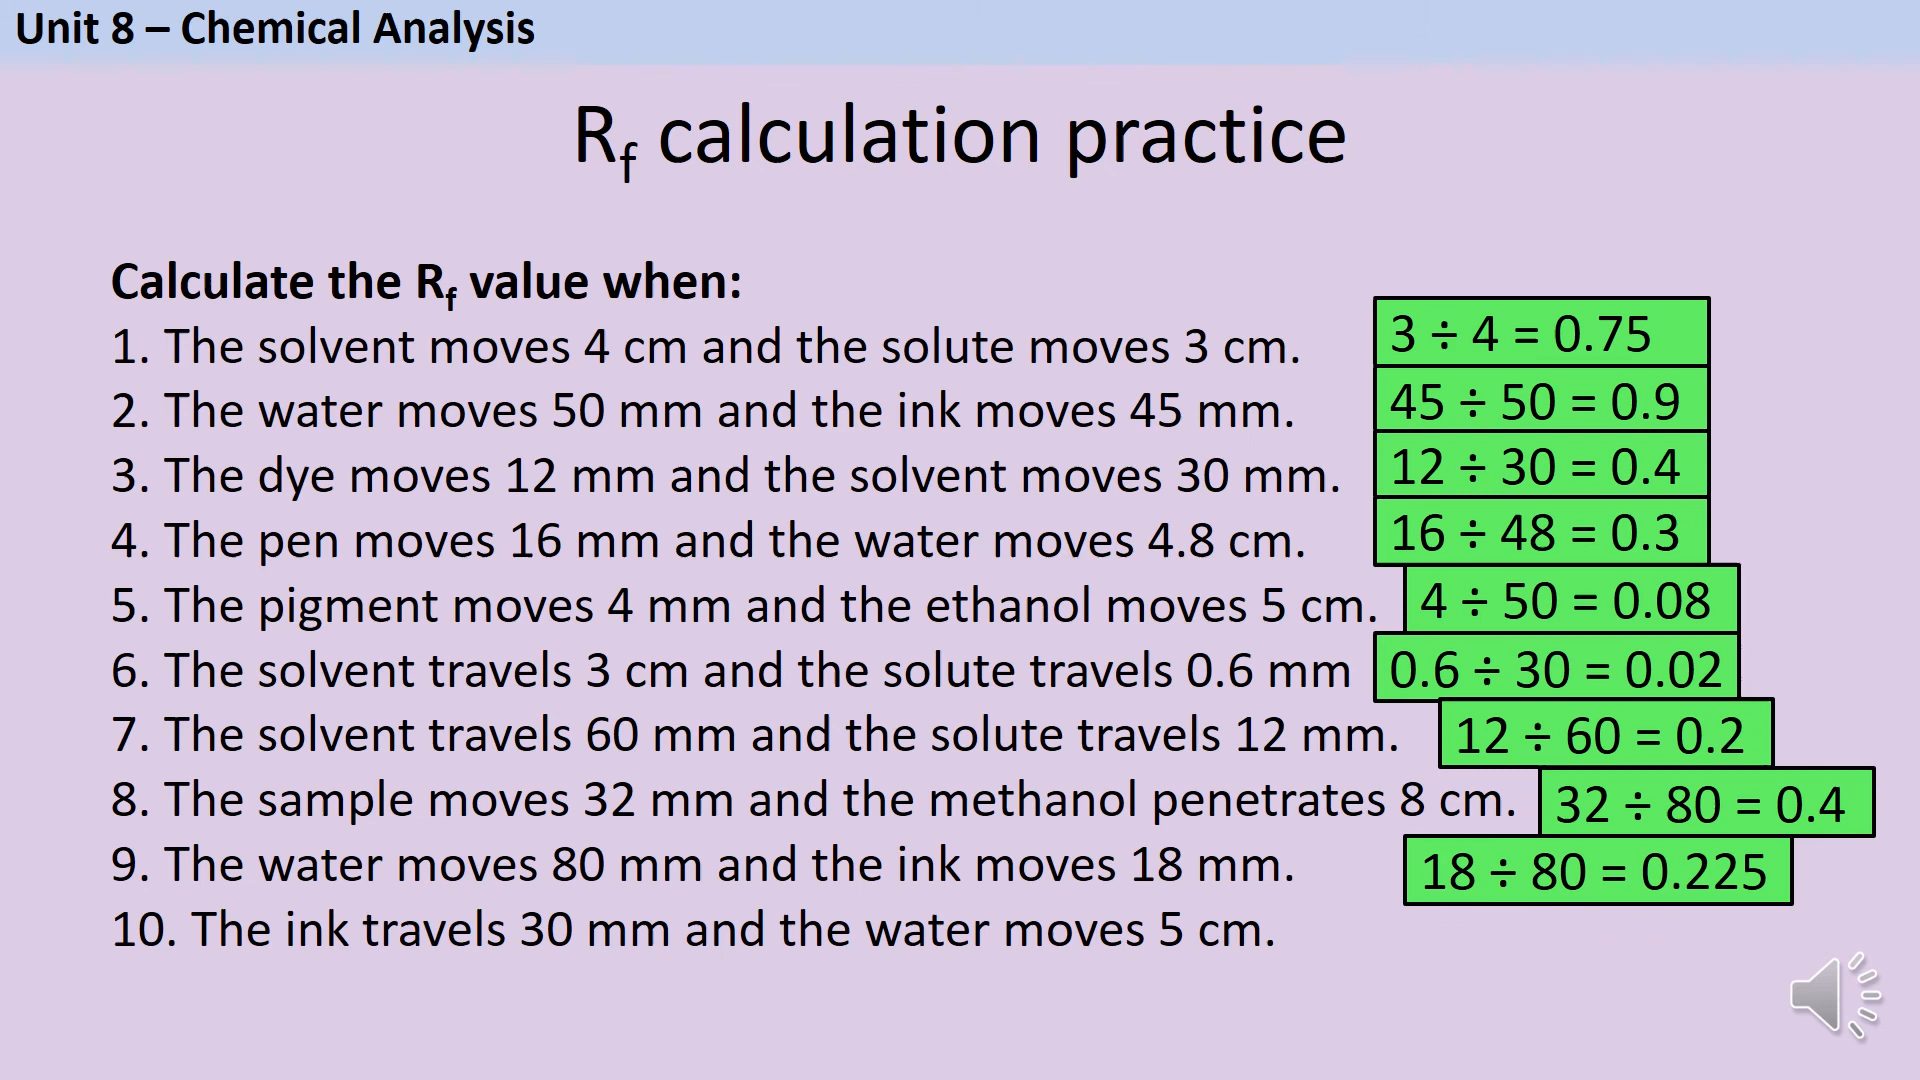 Unit 8 – Chemical Analysis
Rf calculation practice
Calculate the Rf value when:
1. The solvent moves 4 cm and the solute moves 3 cm. 3 ÷ 4 = 0.75
2. The water moves 50 mm and the ink moves 45 mm. 45 ÷ 50 = 0.9
3. The dye moves 12 mm and the solvent moves 30 mm. 12 ÷ 30 = 0.4
4. The pen moves 16 mm and the water moves 4.8 cm. 16 ÷ 48 = 0.3
5. The pigment moves 4 mm and the ethanol moves 5 cm. 4 ÷ 50 = 0.08
6. The solvent travels 3 cm and the solute travels 0.6 mm 0.6 ÷ 30 = 0.02
7. The solvent travels 60 mm and the solute travels 12 mm. 12 ÷ 60 = 0.2
8. The sample moves 32 mm and the methanol penetrates 8 cm. 32 ÷ 80 = 0.4
9. The water moves 80 mm and the ink moves 18 mm. 18 ÷ 80 = 0.225
10. The ink travels 30 mm and the water moves 5 cm.